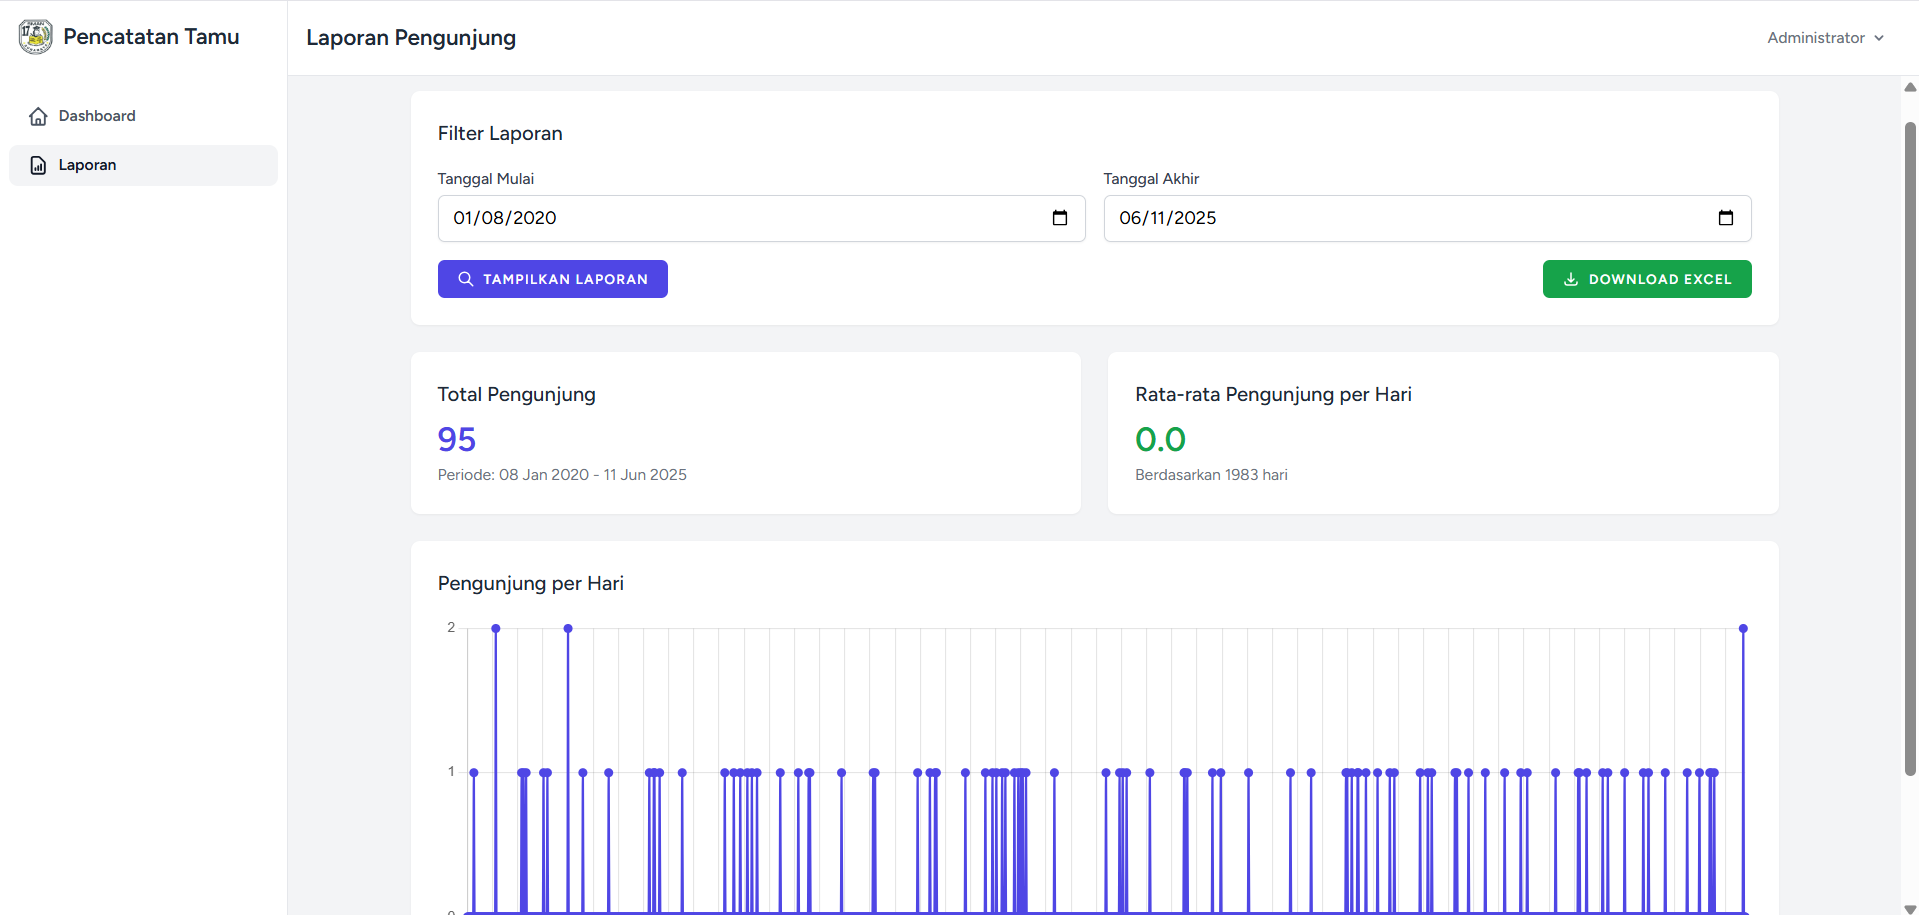 Pencatatan Tamu
Laporan Pengunjung
Administrator
Dashboard
Laporan
Filter Laporan
Tanggal Mulai
Tanggal Akhir
01/08/2020
06/11/2025
TAMPILKAN LAPORAN
DOWNLOAD EXCEL
Total Pengunjung
95
Periode: 08 Jan 2020 - 11 Jun 2025
Rata-rata Pengunjung per Hari
0.0
Berdasarkan 1983 hari
Pengunjung per Hari
2
1
0